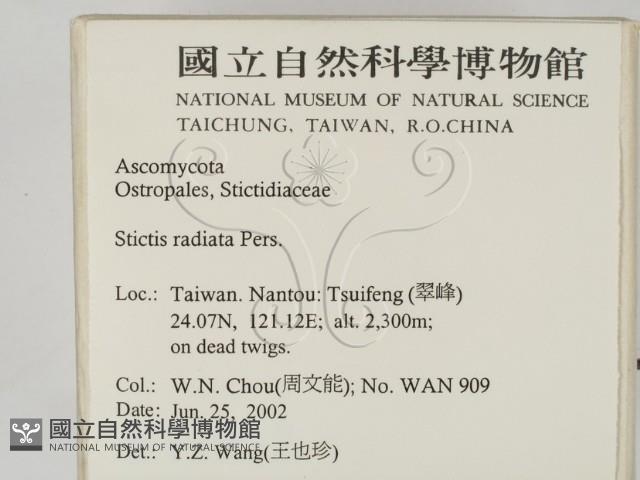 國立自然科學博物館
NATIONAL MUSEUM OF NATURAL SCIENCE
TAICHUNG, TAIWAN, R.O.CHINA
Ascomycota
Ostropales, Stictidiaceae
Stictis radiata Pers.
Loc.: Taiwan. Nantou: Tsuifeng (翠峰)
24.07N, 121.12E; alt. 2,300m;
on dead twigs.
Col.: W.N. Chou(周文能); No. WAN 909
Date: Jun. 25, 2002
國立自然科學博物館
NATIONAL MUSEUM OF NATURAL SCIENCE
Det.: Y.Z. Wang(王也珍)